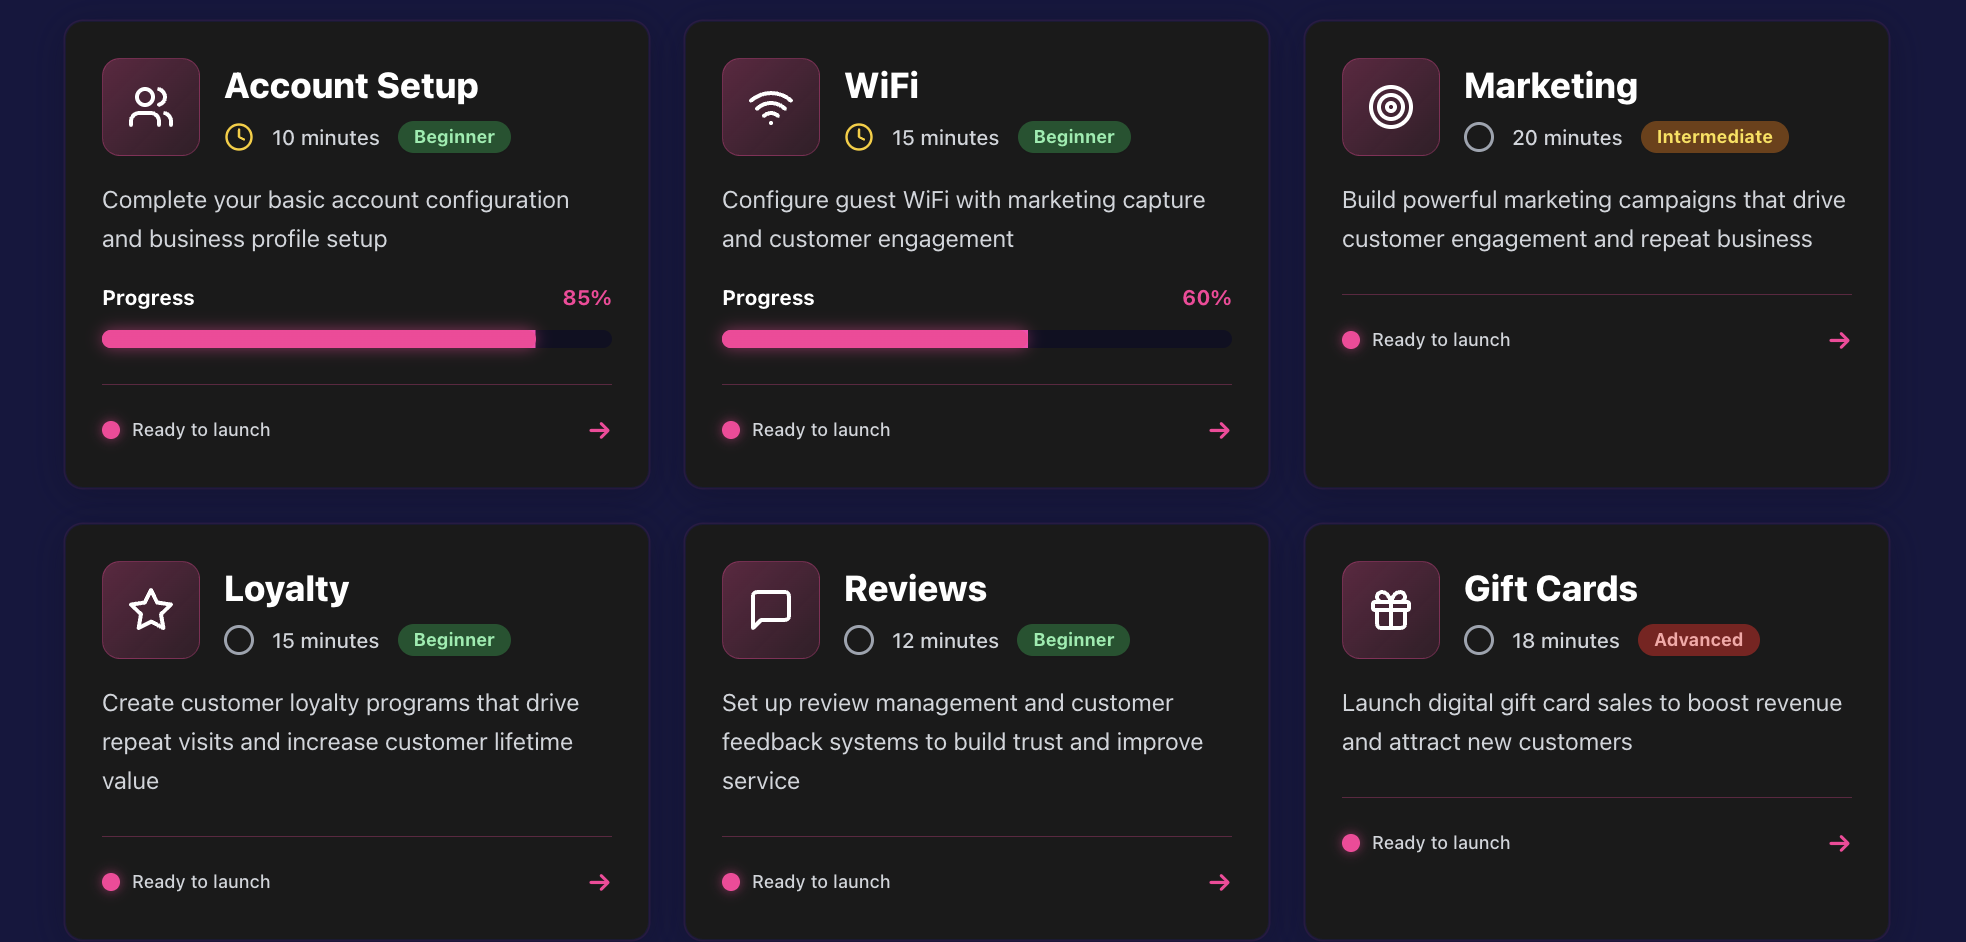 Account Setup
10 minutes Beginner
Complete your basic account configuration
and business profile setup
Progress 85%
Ready to launch
WiFi
15 minutes Beginner
Configure guest WiFi with marketing capture
and customer engagement
Progress 60%
Ready to launch
Marketing
20 minutes Intermediate
Build powerful marketing campaigns that drive
customer engagement and repeat business
Ready to launch
Loyalty
15 minutes Beginner
Create customer loyalty programs that drive
repeat visits and increase customer lifetime
value
Ready to launch
Reviews
12 minutes Beginner
Set up review management and customer
feedback systems to build trust and improve
service
Ready to launch
Gift Cards
18 minutes Advanced
Launch digital gift card sales to boost revenue
and attract new customers
Ready to launch